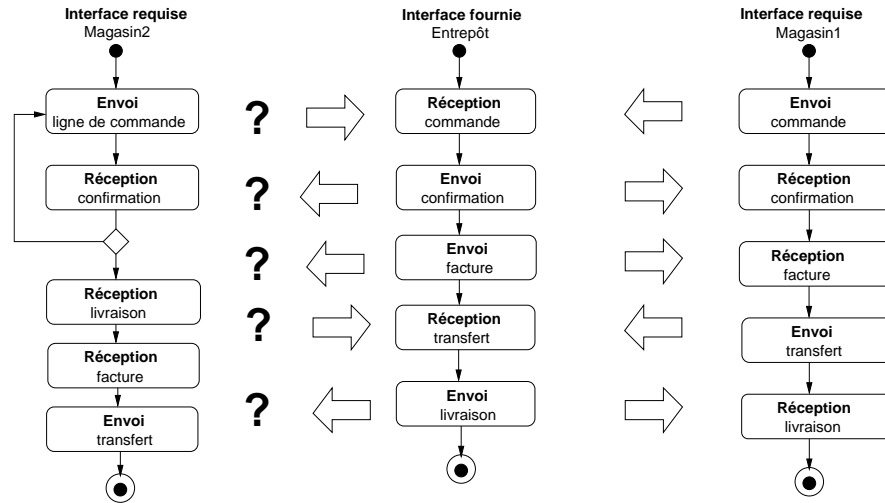 Interface requise
Magasin2
Envoi
ligne de commande
Réception
confirmation
Réception
livraison
Réception
facture
Envoi
transfert
?
?
?
?
?
Interface fournie
Entrepôt
Réception
commande
Envoi
confirmation
Envoi
facture
Réception
transfert
Envoi
livraison
Interface requise
Magasin1
Envoi
commande
Réception
confirmation
Réception
facture
Envoi
transfert
Réception
livraison